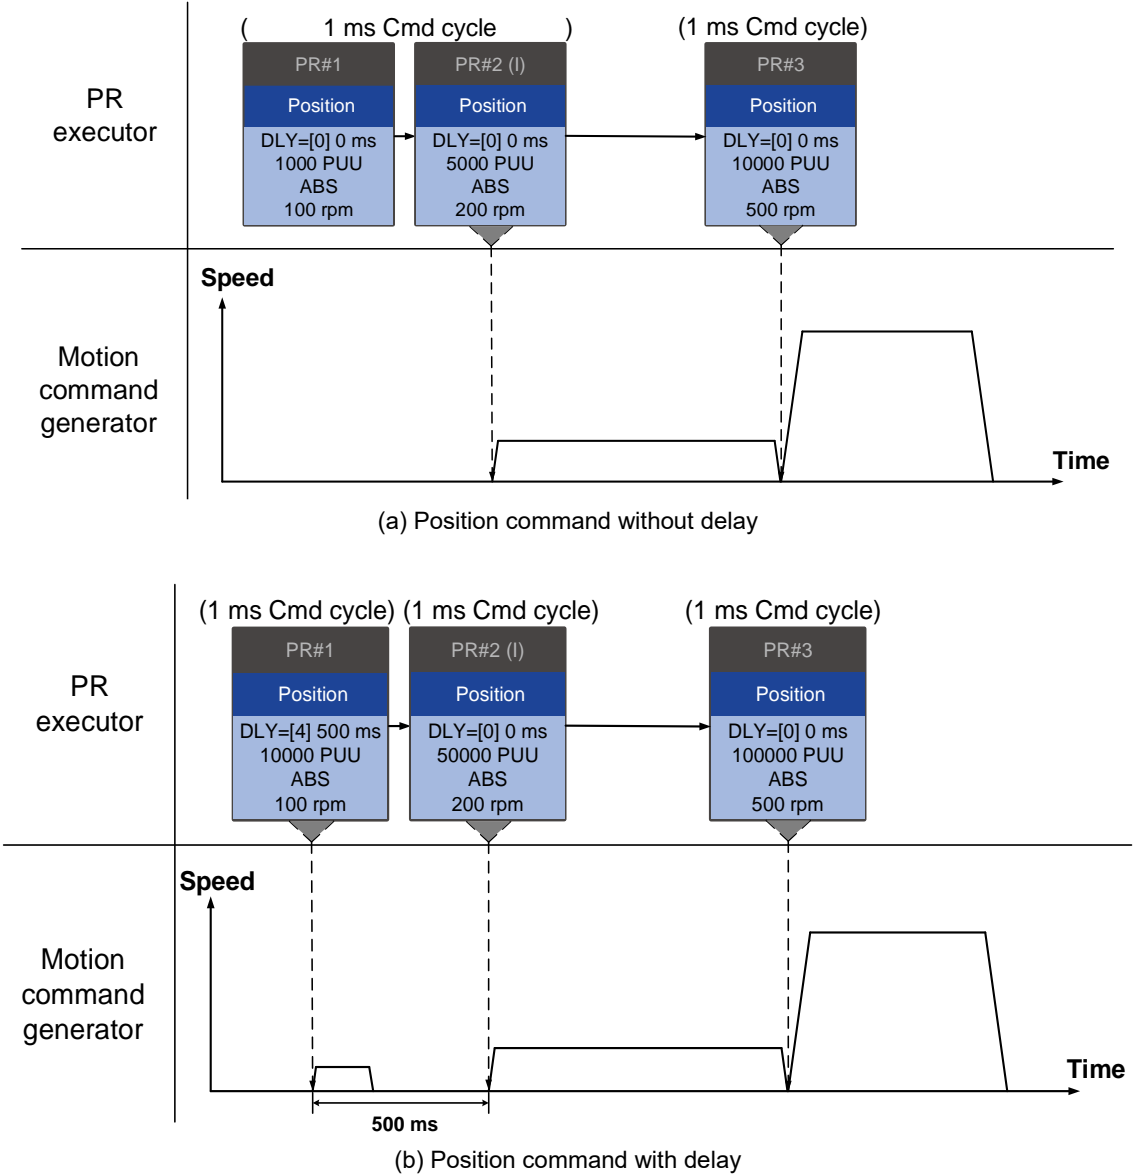 ( 1 ms Cmd cycle ) (1 ms Cmd cycle)
PR#1 PR#2 (I) PR#3
Position Position Position
PR
executor
DLY=[0] 0 ms DLY=[0] 0 ms DLY=[0] 0 ms
1000 PUU 5000 PUU 10000 PUU
ABS ABS ABS
100 rpm 200 rpm 500 rpm
Speed
Motion
command
generator
Time
(a) Position command without delay
(1 ms Cmd cycle) (1 ms Cmd cycle) (1 ms Cmd cycle)
PR#1 PR#2 (I) PR#3
Position Position Position
PR
executor
DLY=[4] 500 ms DLY=[0] 0 ms DLY=[0] 0 ms
10000 PUU 50000 PUU 100000 PUU
ABS ABS ABS
100 rpm 200 rpm 500 rpm
Speed
Motion
command
generator
Time
500 ms
(b) Position command with delay